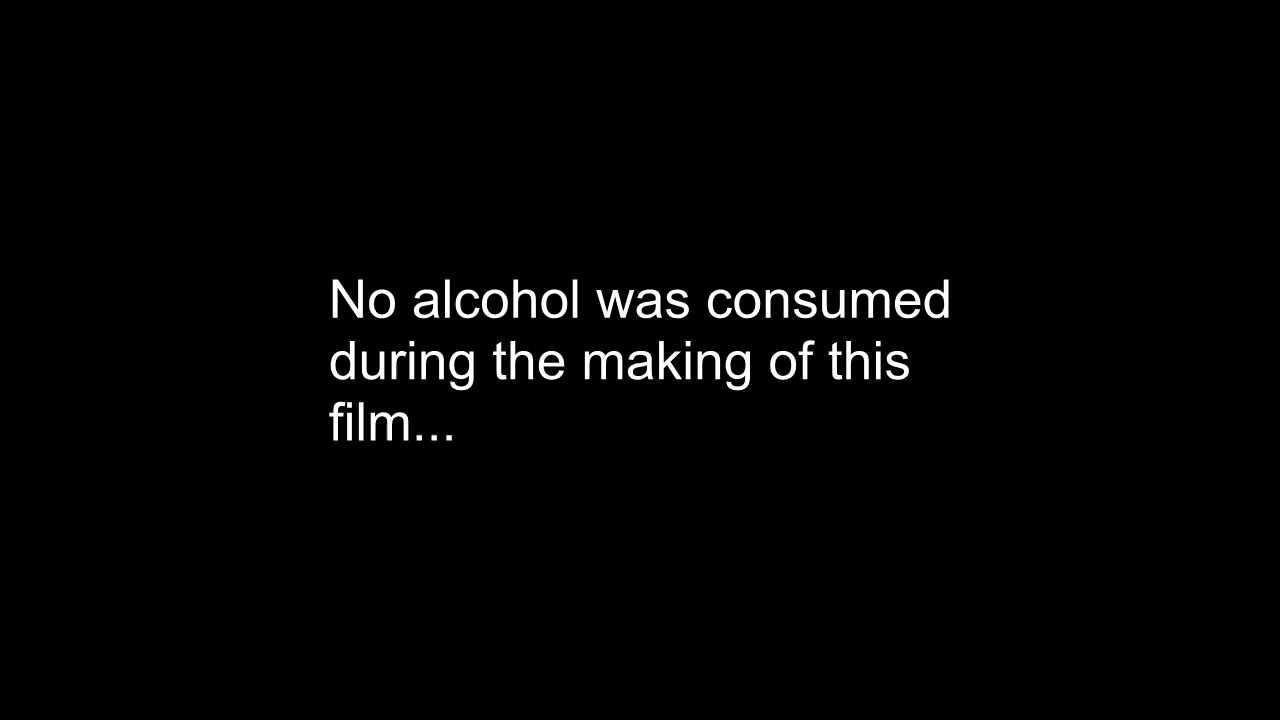 No alcohol was consumed
during the making of this
film...